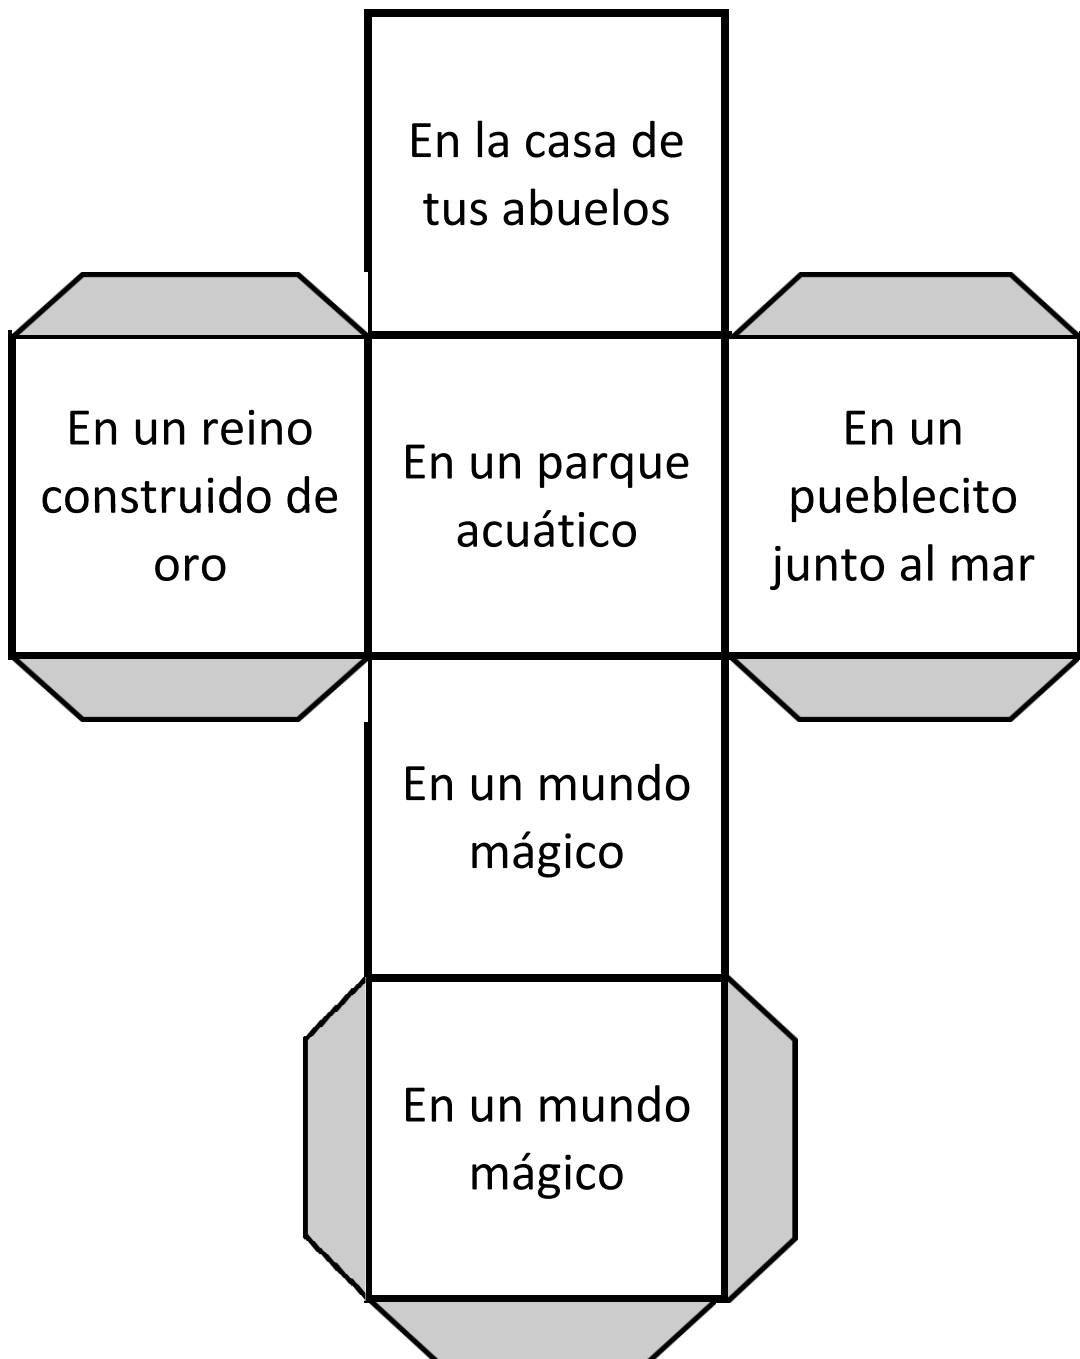 En la casa de
tus abuelos
En un reino
construido de
oro
En un parque
acuático
En un
pueblecito
junto al mar
En un mundo
mágico
En un mundo
mágico